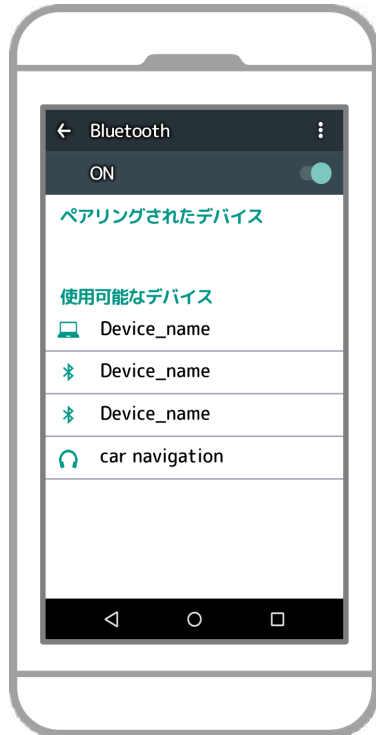 Bluetooth
ON
ペアリングされたデバイス
使用可能なデバイス
Device_name
Device_name
Device_name
car navigation